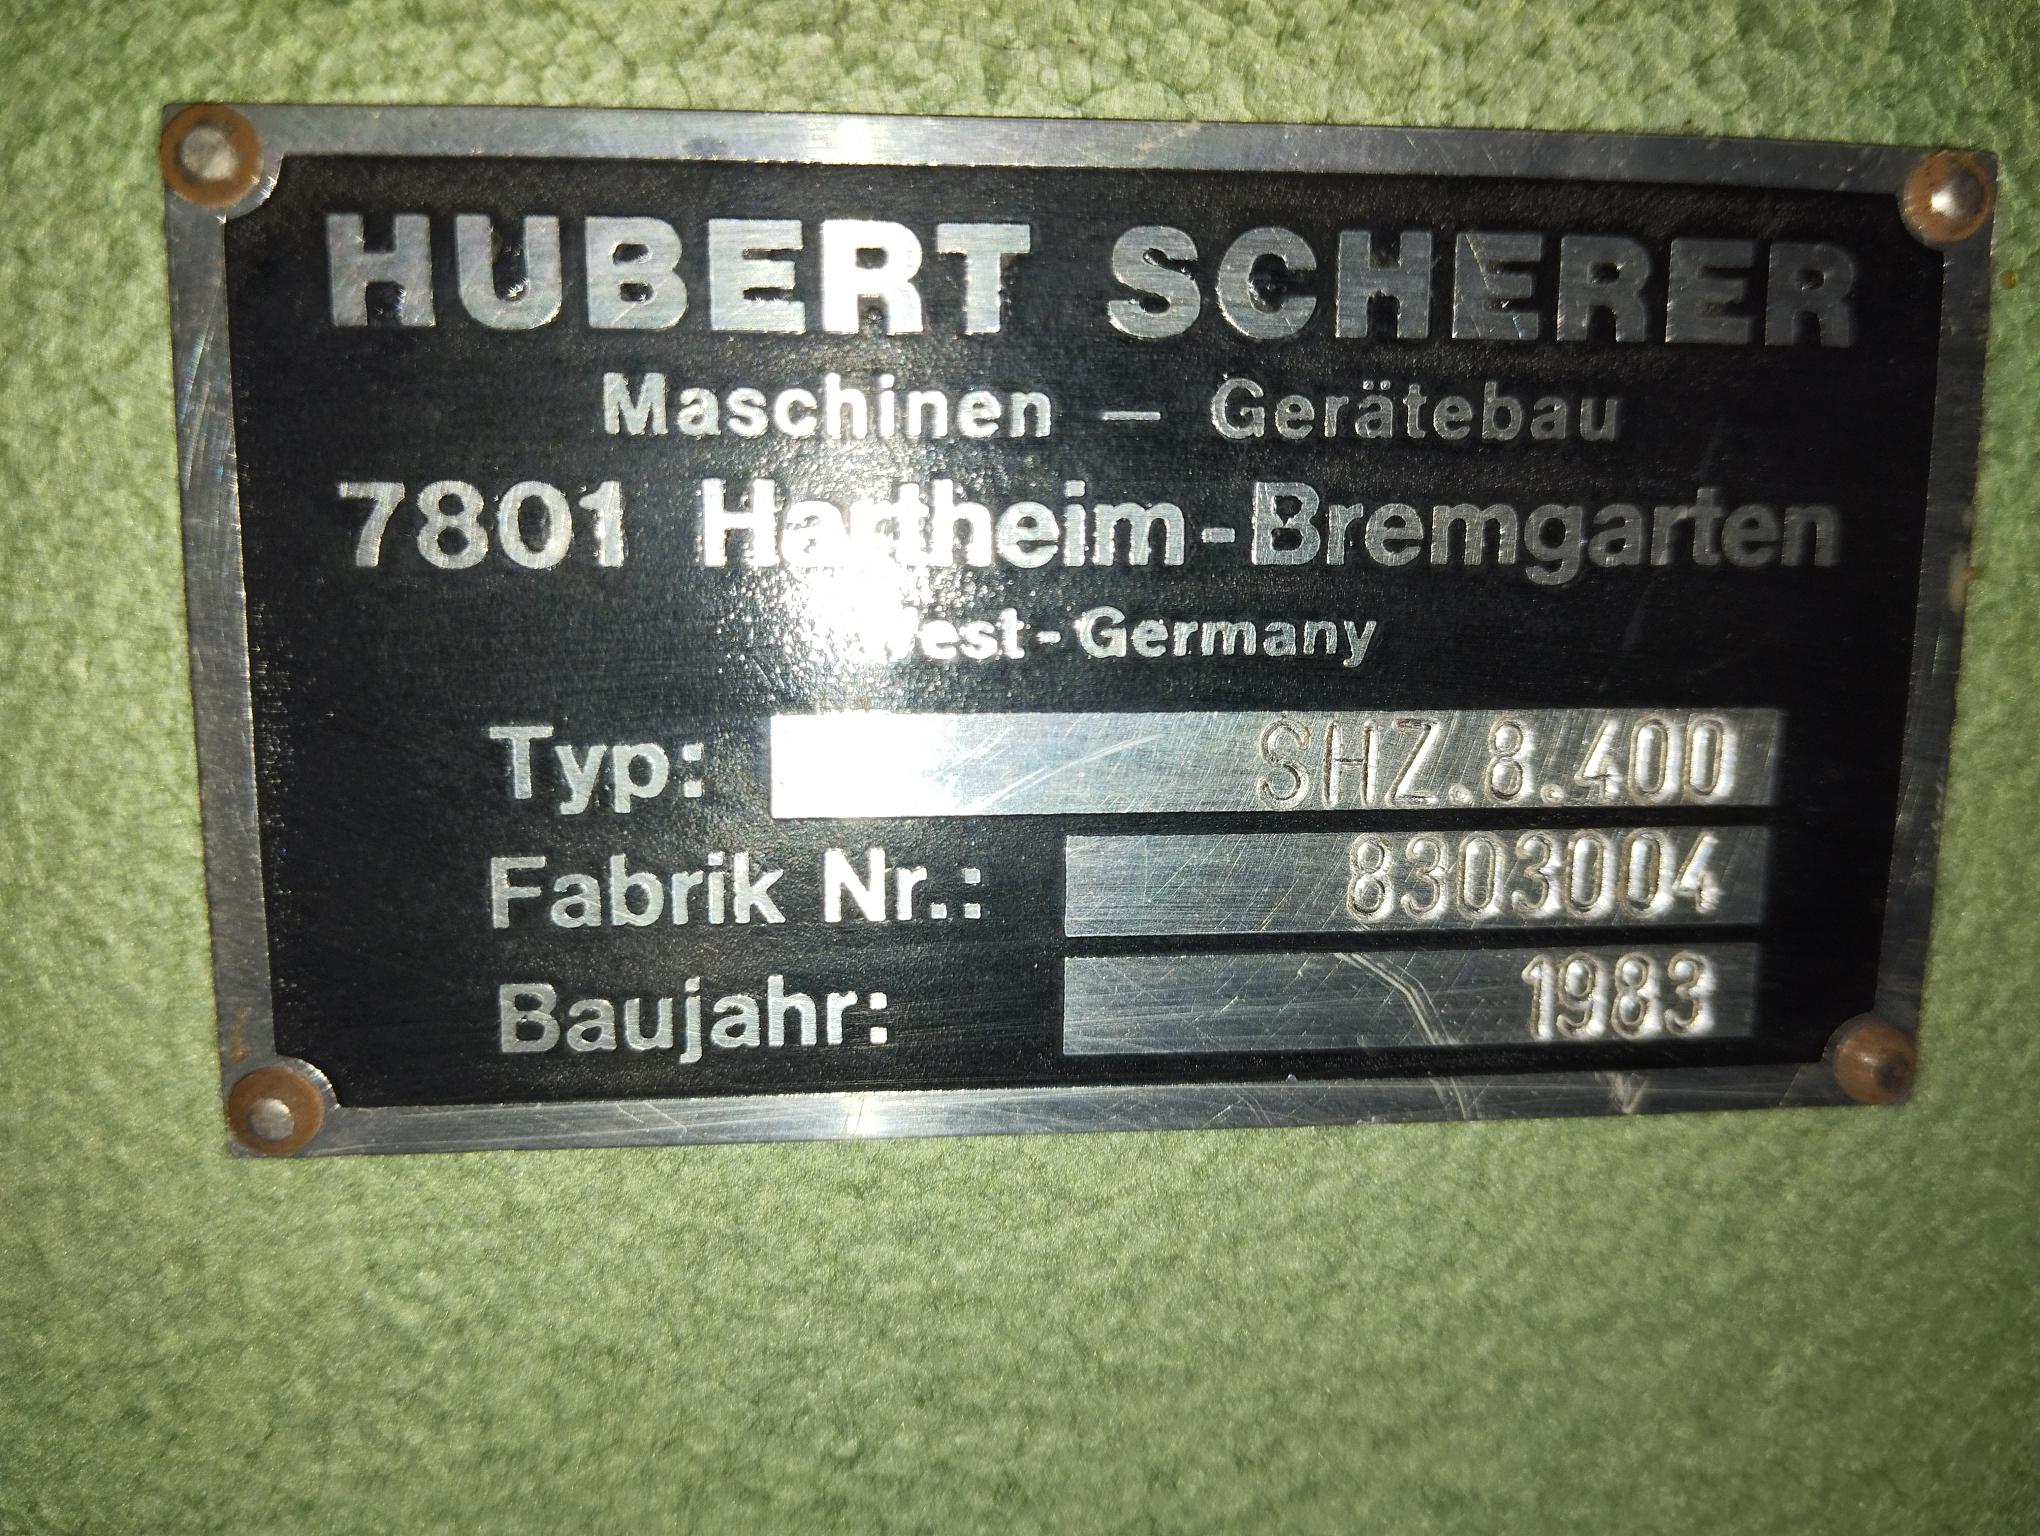 HUBERT SCHERER
Maschinen – Gerätebau
7801 Hartheim-Bremgarten
West-Germany
Typ: SHZ.8.400
Fabrik Nr.: 8303004
Baujahr: 1983